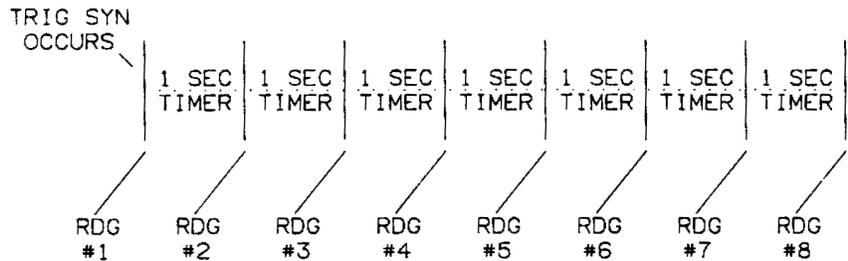 TRIG SYN
OCCURS
1 SEC 1 SEC 1 SEC 1 SEC 1 SEC 1 SEC 1 SEC
TIMER TIMER TIMER TIMER TIMER TIMER TIMER
RDG RDG RDG RDG RDG RDG RDG RDG
#1 #2 #3 #4 #5 #6 #7 #8